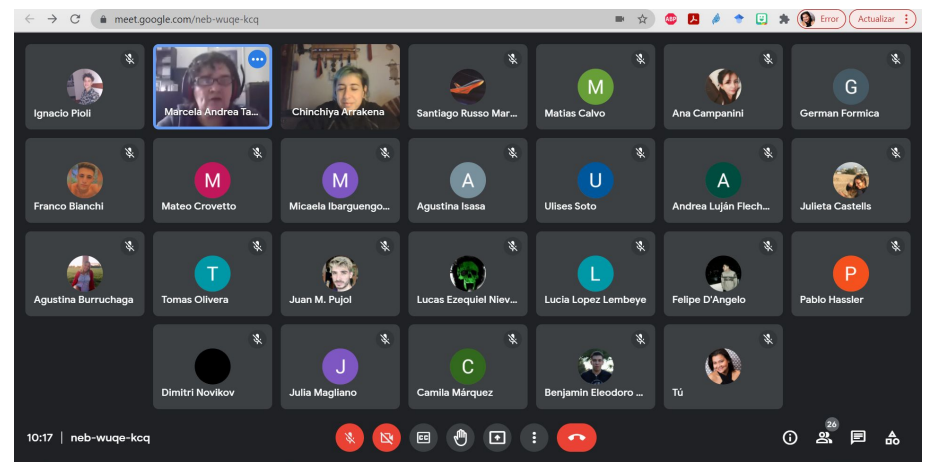 meet.google.com/neb-wuqe-kcq
ABP
Error
Actualizar
Ignacio Pioli
Marcela Andrea Ta...
Chinchiya Arrakena
Santiago Russo Mar...
M
Matias Calvo
Ana Campanini
G
German Formica
Franco Bianchi
M
Mateo Crovetto
M
Micaela Ibarguengo...
A
Agustina Isasa
U
Ulises Soto
A
Andrea Luján Flech...
Julieta Castells
Agustina Burruchaga
T
Tomas Olivera
Juan M. Pujol
Lucas Ezequiel Niev...
L
Lucia Lopez Lembeye
Felipe D'Angelo
P
Pablo Hassler
Dimitri Novikov
J
Julia Magliano
C
Camila Márquez
Benjamin Eleodoro ...
Tú
10:17 | neb-wuqe-kcq
CC
26